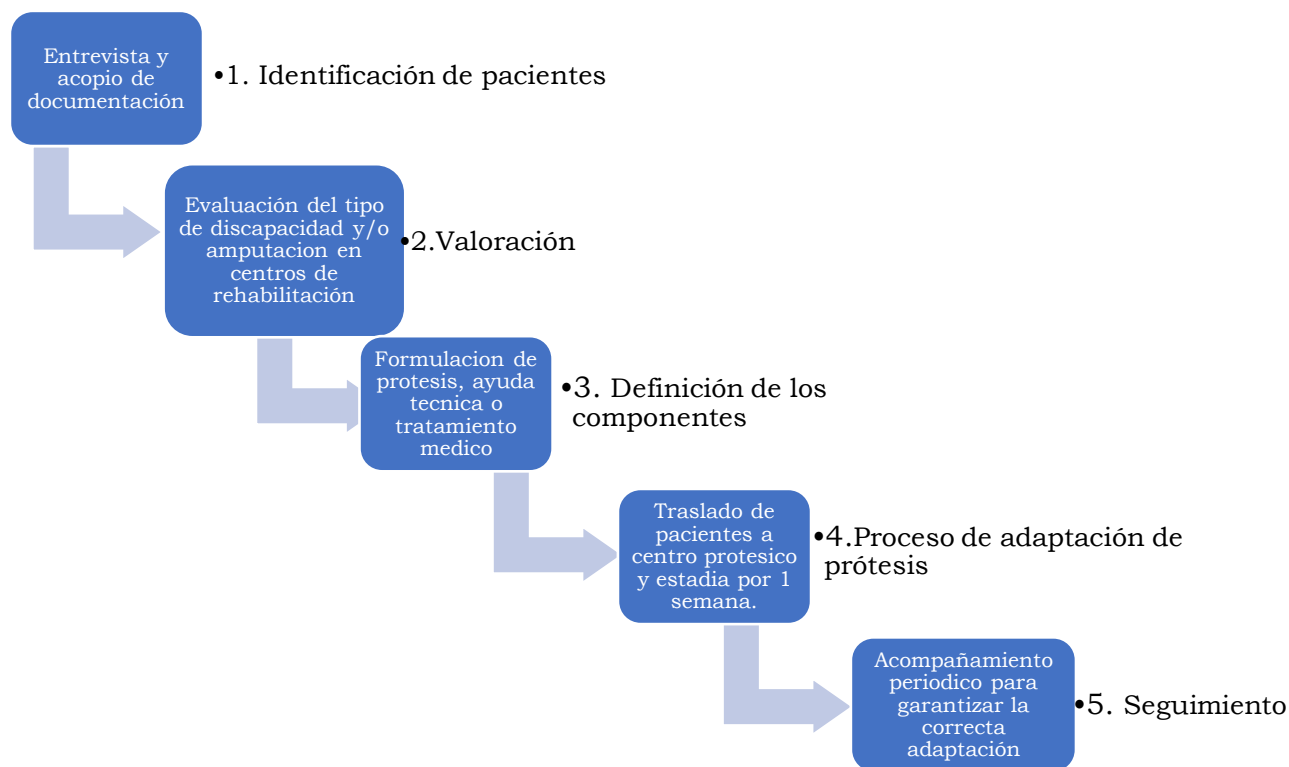 Entrevista y
acopio de
documentación
•1. Identificación de pacientes
Evaluación del tipo
de discapacidad y/o
amputacion en
centros de
rehabilitación
•2.Valoración
Formulacion de
protesis, ayuda
tecnica o
tratamiento
medico
•3. Definición de los
componentes
Traslado de
pacientes a
centro protesico
y estadia por 1
semana.
•4.Proceso de adaptación de
prótesis
Acompañamiento
periodico para
garantizar la
correcta
adaptación
•5. Seguimiento